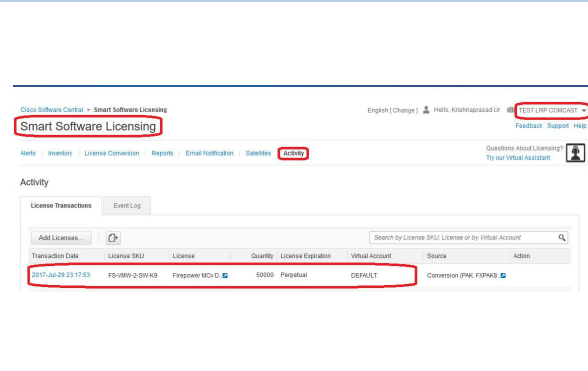 Cisco Software Central > Smart Software Licensing
English [ Change ] Hello, Krishnaprasad Ur TEST LRP COMCAST
Smart Software Licensing
Feedback Support Help
Alerts | Inventory | License Conversion | Reports | Email Notification | Satellites | Activity
Questions About Licensing?
Try our Virtual Assistant
Activity
License Transactions Event Log
Add Licenses... Search by License SKU, License or by Virtual Account
Transaction Date License SKU License Quantity License Expiration Virtual Account Source Action
2017-Jul-29 23:17:53 FS-VMW-2-SW-K9 Firepower MCv D.. 50000 Perpetual DEFAULT Conversion (PAK: FXPAK8..